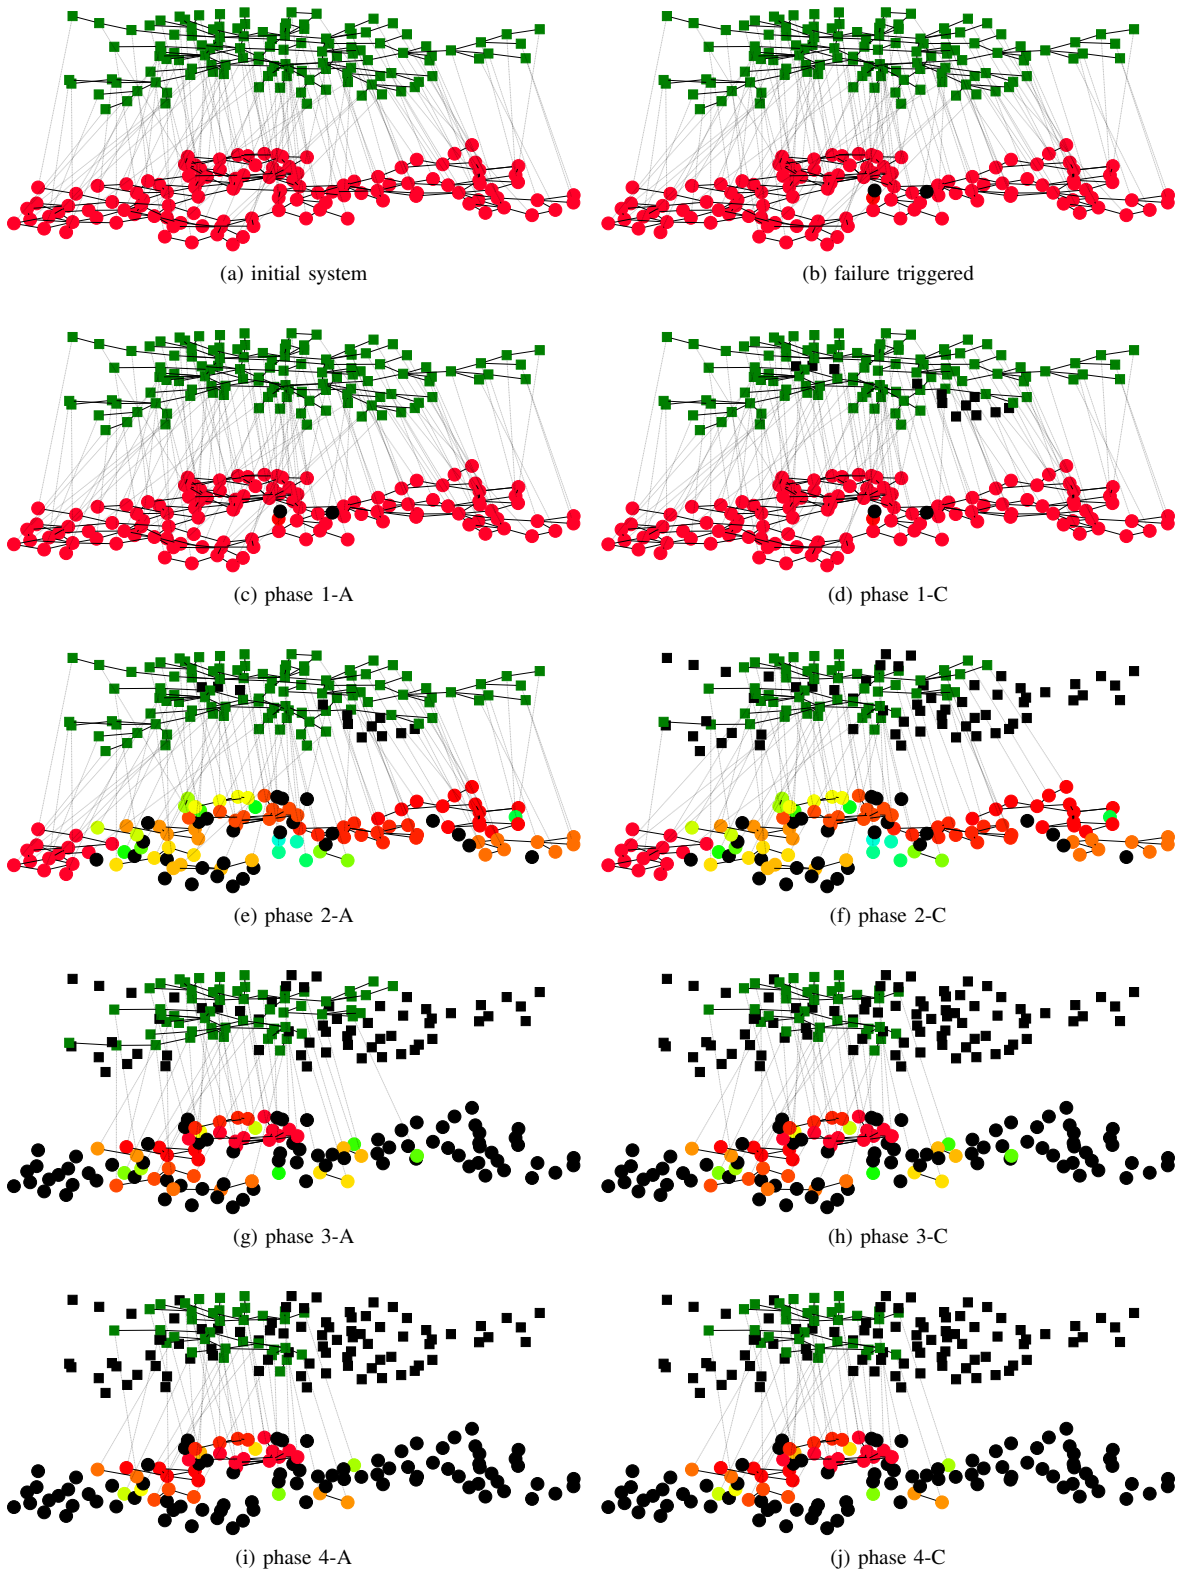 (a) initial system
(b) failure triggered
(c) phase 1-A
(d) phase 1-C
(e) phase 2-A
(f) phase 2-C
(g) phase 3-A
(h) phase 3-C
(i) phase 4-A
(j) phase 4-C